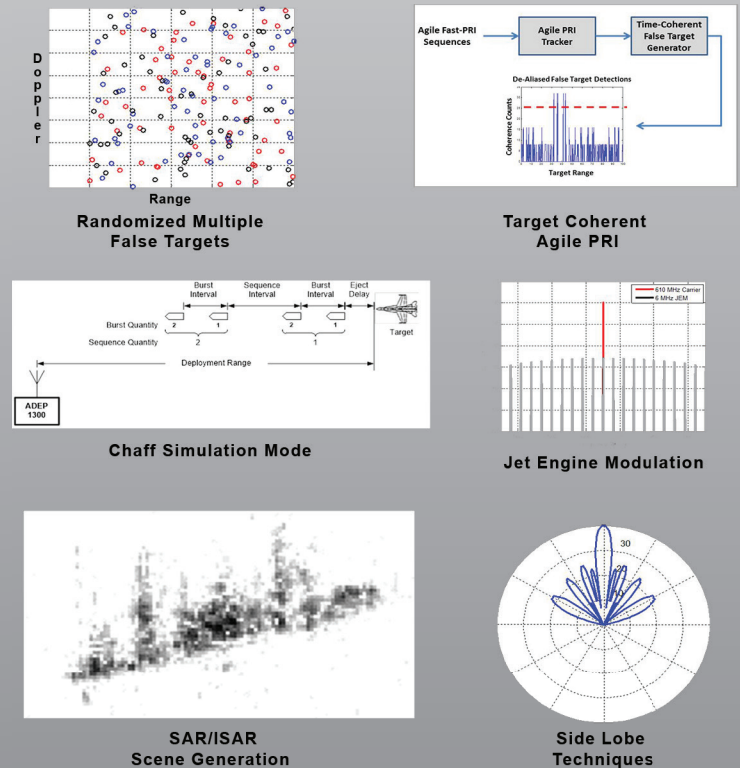 Doppler
Range
Randomized Multiple
False Targets
Agile Fast-PRI
Sequences
Agile PRI
Tracker
Time-Coherent
False Target
Generator
De-Aliased False Target Detections
Coherence Counts
Target Range
Target Coherent
Agile PRI
Burst
Interval
Sequence
Interval
Burst
Interval
Eject
Delay
Burst Quantity
2
1
2
1
Target
Sequence Quantity
2
1
Deployment Range
ADEP
1300
Chaff Simulation Mode
610 MHz Carrier
6 MHz JEM
Jet Engine Modulation
SAR/ISAR
Scene Generation
30
20
10
Side Lobe
Techniques